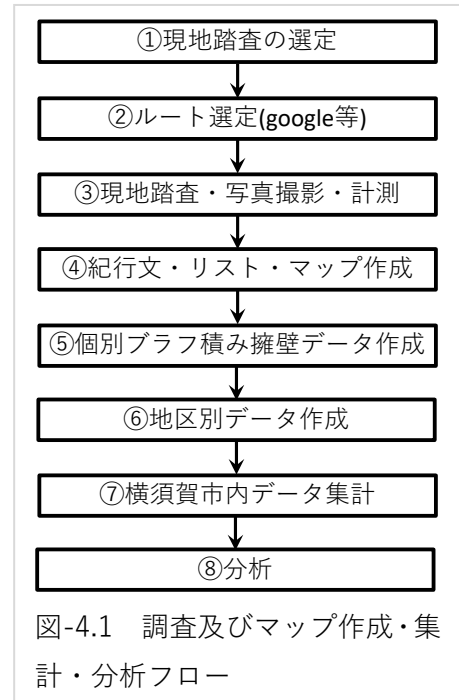 ①現地踏査の選定
②ルート選定(google等)
③現地踏査・写真撮影・計測
④紀行文・リスト・マップ作成
⑤個別ブラフ積み擁壁データ作成
⑥地区別データ作成
⑦横須賀市内データ集計
⑧分析
図-4.1　調査及びマップ作成・集
計・分析フロー